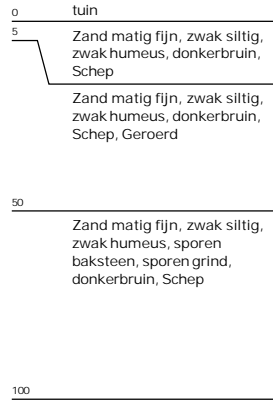 0 tuin
5 Zand matig fijn, zwak siltig,
zwak humeus, donkerbruin,
Schep
Zand matig fijn, zwak siltig,
zwak humeus, donkerbruin,
Schep, Geroerd
50
Zand matig fijn, zwak siltig,
zwak humeus, sporen
baksteen, sporen grind,
donkerbruin, Schep
100